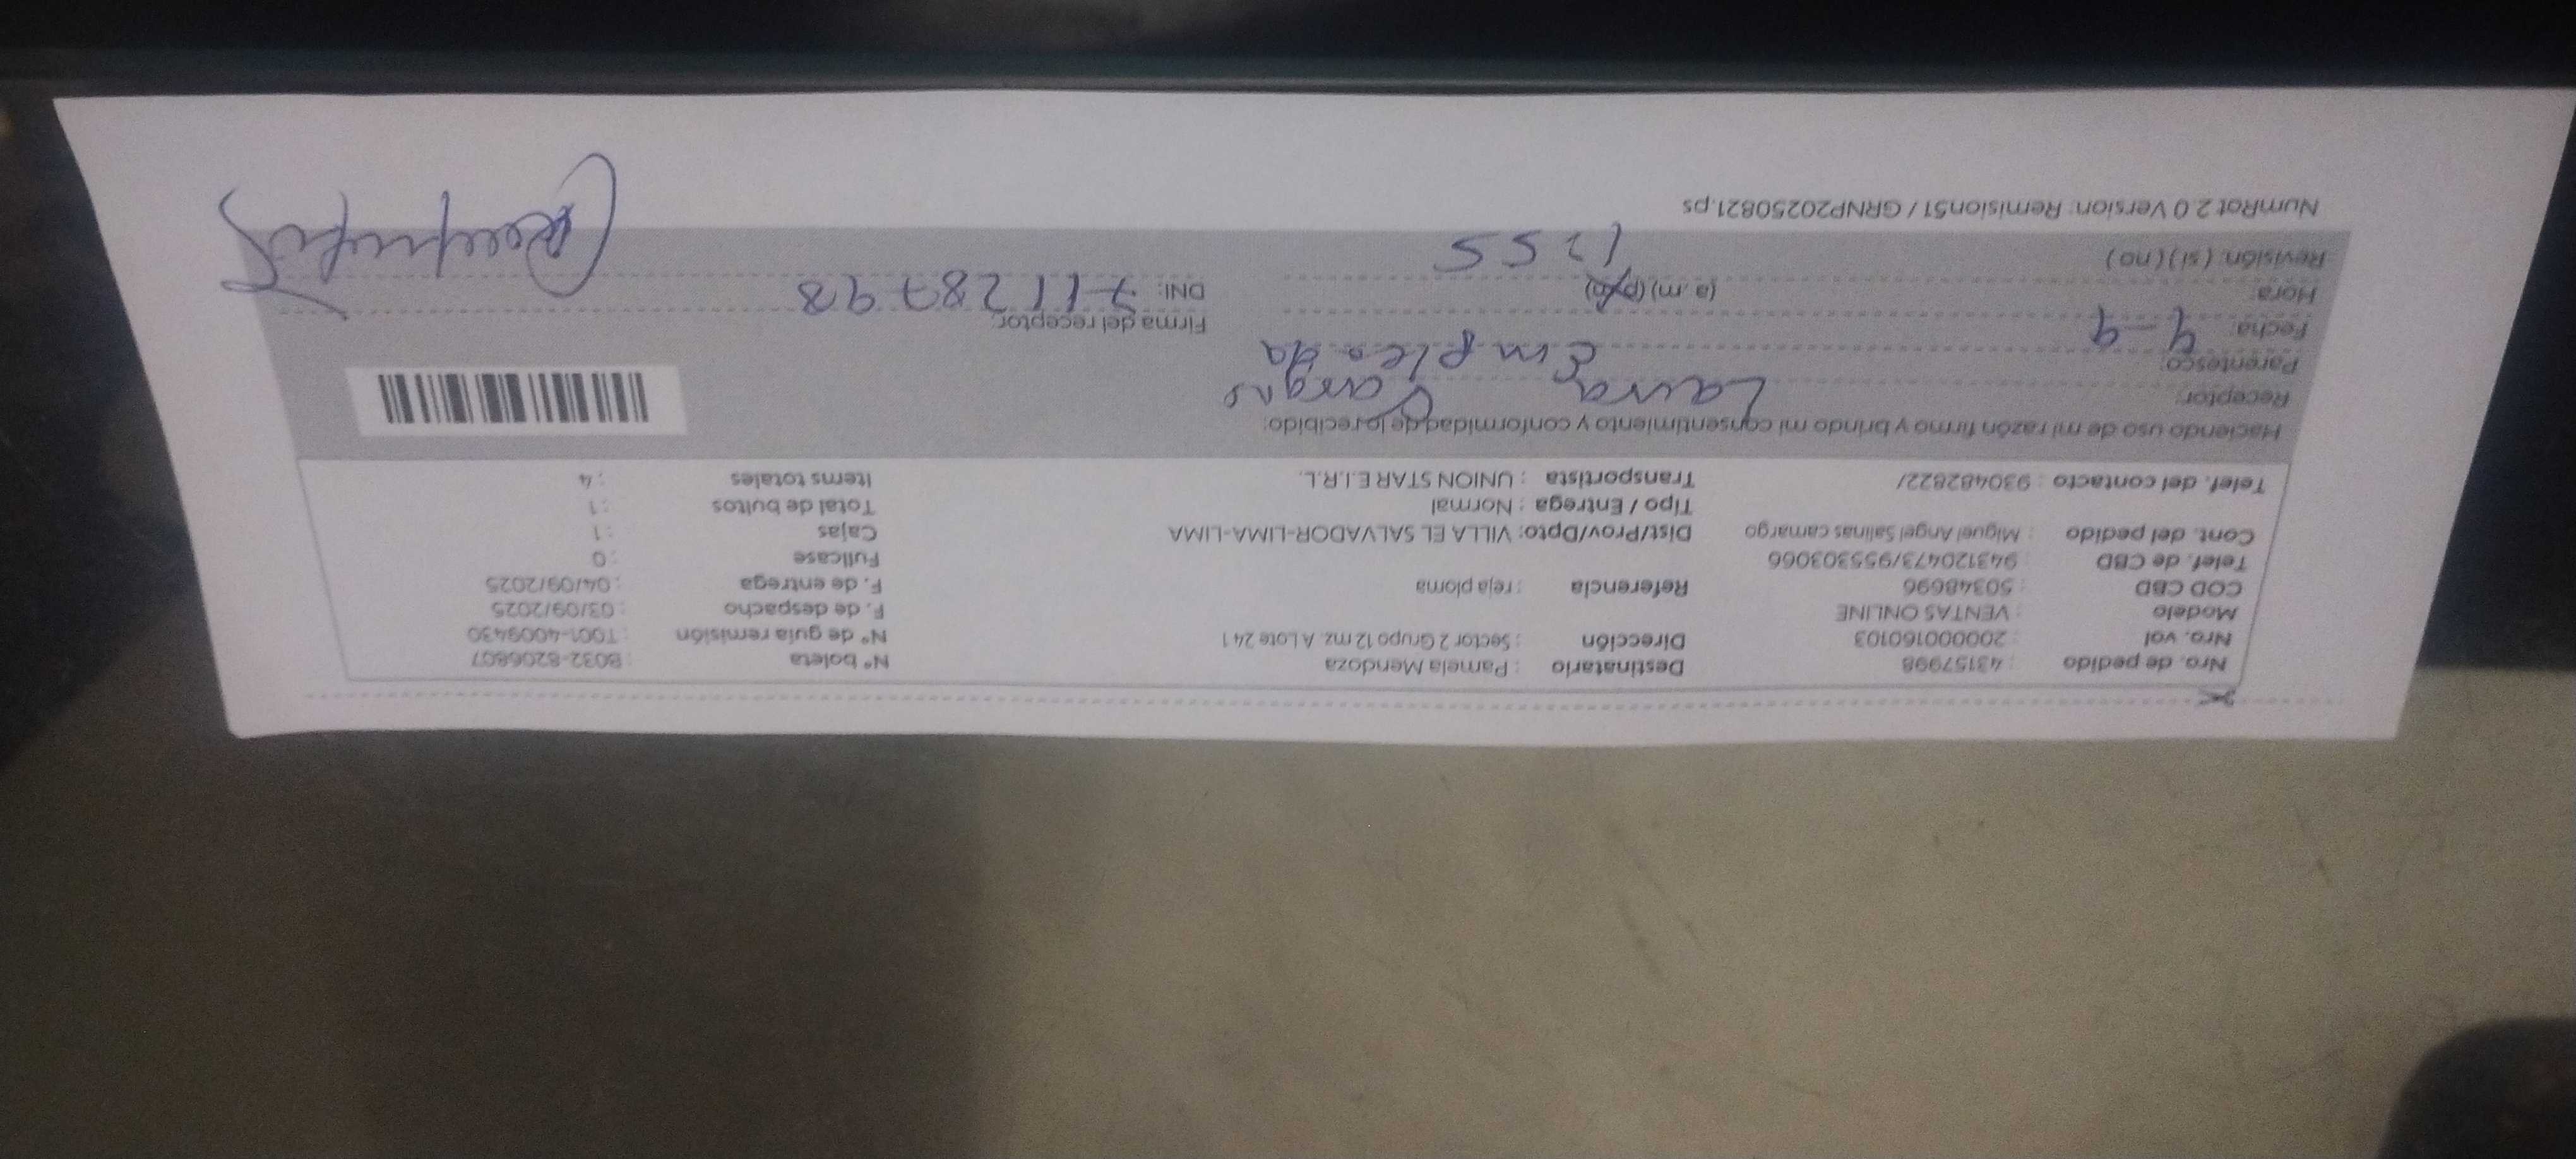 Nro. de pedido : 43157998 Destinatario : Pamela Mendoza N° boleta : B032-8206807
Nro. vol : 20000160103 Dirección : Sector 2 Grupo 12 mz. A Lote 24 1 N° de guía remisión : T001-4009430
Modelo : VENTAS ONLINE F. de despacho : 03/09/2025
COD CBD : 50348696 Referencia : reja ploma F. de entrega : 04/09/2025
Telef. de CBD : 943120473/955303066 Fullcase : 0
Cont. del pedido : Miguel Angel Salinas camargo Dist/Prov/Dpto: VILLA EL SALVADOR-LIMA-LIMA Cajas : 1
Tipo / Entrega : Normal Total de bultos : 1
Telef. del contacto : 930482822/ Transportista : UNION STAR E.I.R.L. Items totales : 4
Haciendo uso de mi razón firmo y brindo mi consentimiento y conformidad de lo recibido:
Receptor: Laura Vargas
Parentesco: Empleada
Fecha: 4-9 Firma del receptor:
Hora: (a.m) (p DNI: 71128798
Revisión: (si) (no) 1255
NumRot 2.0 Version: Remision51 / GRNP20250821.ps